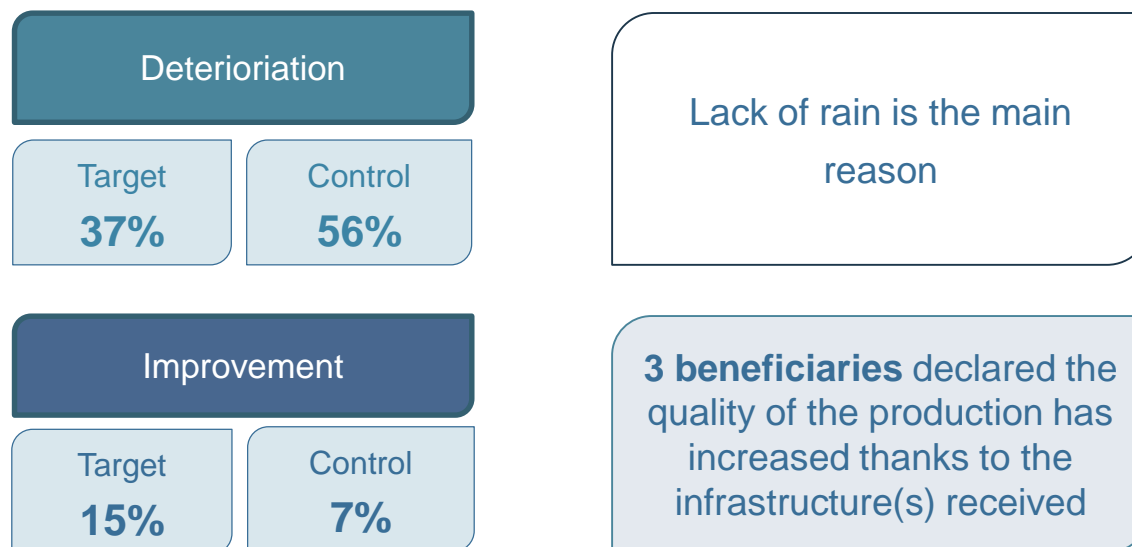 Deterioriation
Target
37%
Control
56%
Lack of rain is the main
reason
Improvement
Target
15%
Control
7%
3 beneficiaries declared the
quality of the production has
increased thanks to the
infrastructure(s) received